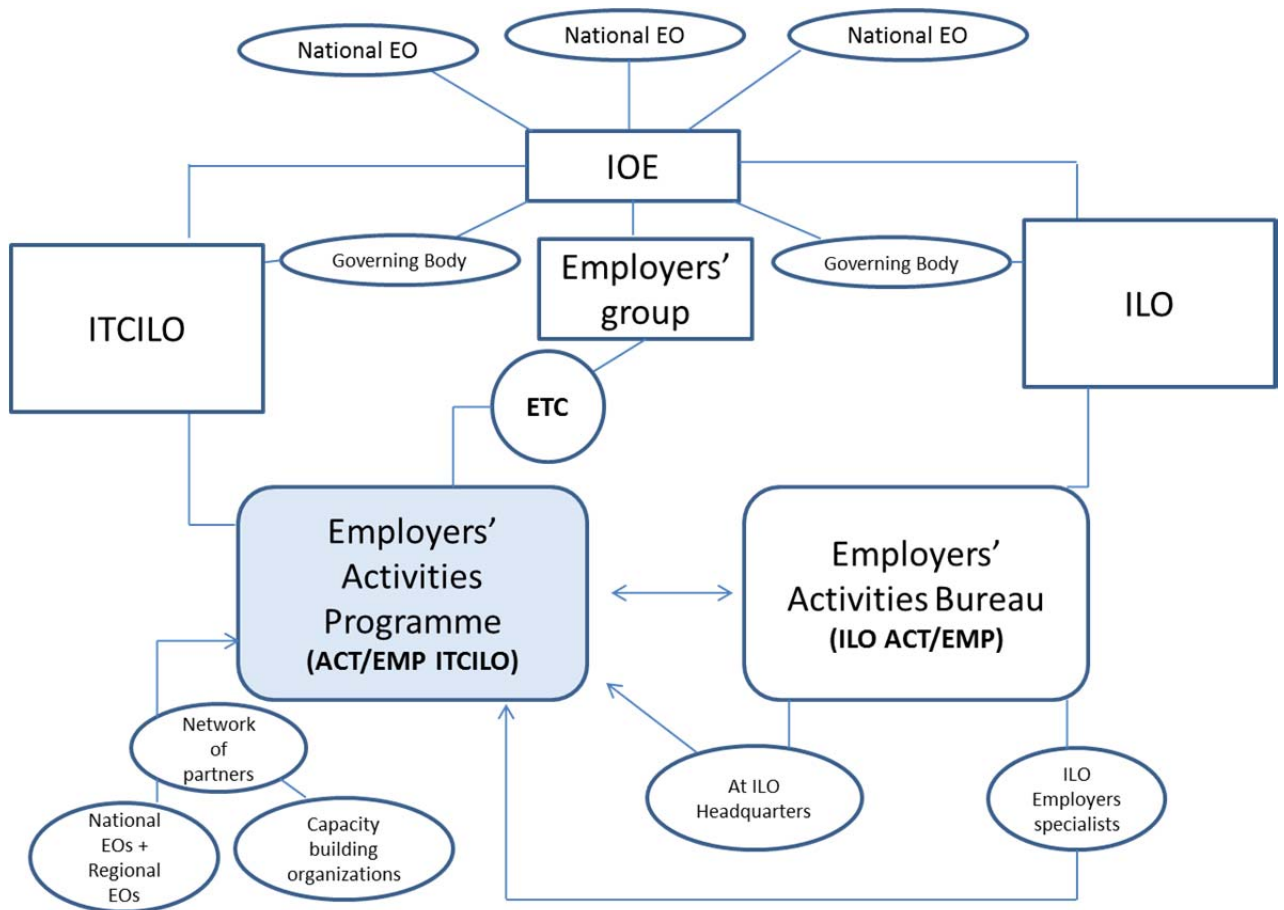 National EO
National EO
National EO
IOE
Governing Body
Employers’
group
Governing Body
ITCILO
ILO
ETC
Employers’
Activities
Programme
(ACT/EMP ITCILO)
Employers’
Activities Bureau
(ILO ACT/EMP)
Network
of
partners
National
EOs +
Regional
EOs
Capacity
building
organizations
At ILO
Headquarters
ILO
Employers
specialists